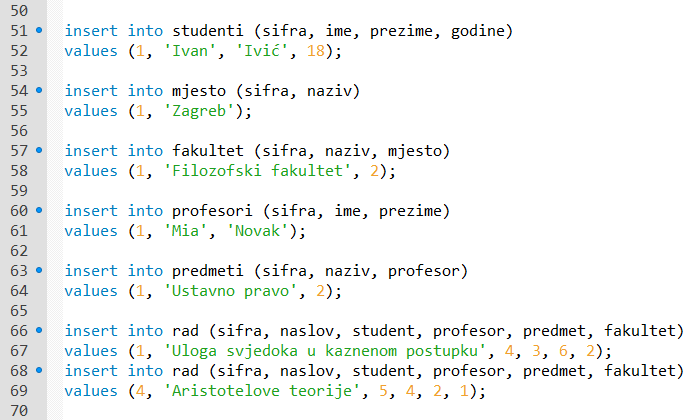 50
51 insert into studenti (sifra, ime, prezime, godine)
52 values (1, 'Ivan', 'Ivić', 18);
53
54 insert into mjesto (sifra, naziv)
55 values (1, 'Zagreb');
56
57 insert into fakultet (sifra, naziv, mjesto)
58 values (1, 'Filozofski fakultet', 2);
59
60 insert into profesori (sifra, ime, prezime)
61 values (1, 'Mia', 'Novak');
62
63 insert into predmeti (sifra, naziv, profesor)
64 values (1, 'Ustavno pravo', 2);
65
66 insert into rad (sifra, naslov, student, profesor, predmet, fakultet)
67 values (1, 'Uloga svjedoka u kaznenom postupku', 4, 3, 6, 2);
68 insert into rad (sifra, naslov, student, profesor, predmet, fakultet)
69 values (4, 'Aristotelove teorije', 5, 4, 2, 1);
70